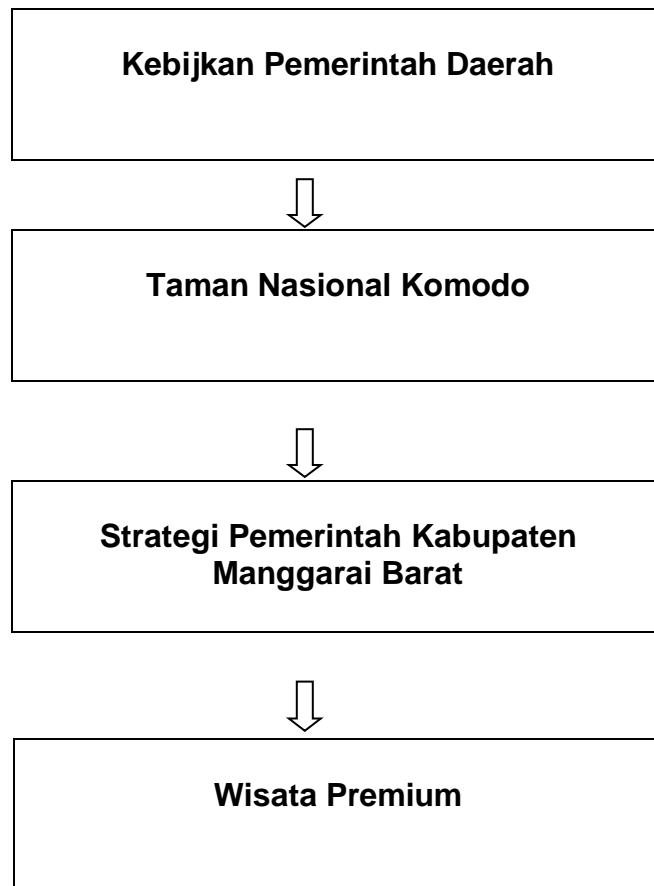 Kebijkan Pemerintah Daerah
Taman Nasional Komodo
Strategi Pemerintah Kabupaten
Manggarai Barat
Wisata Premium